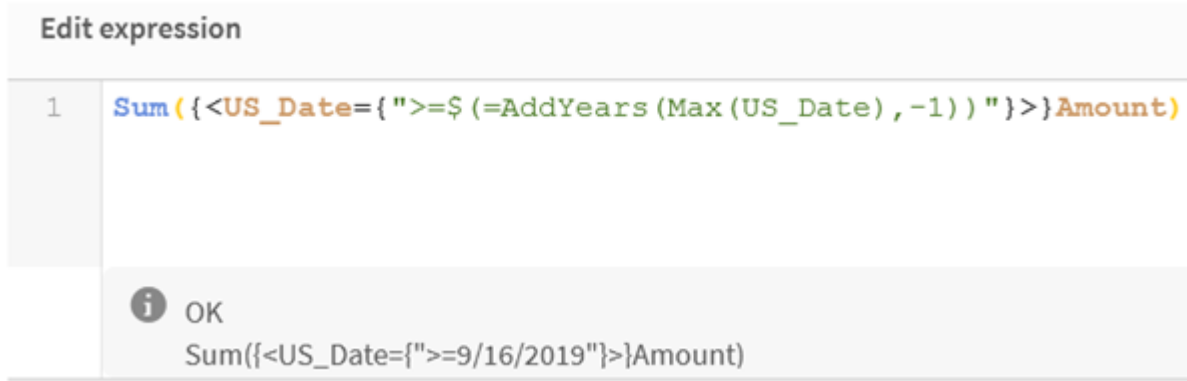 Edit expression
1 Sum({<US_Date={">=$(=AddYears(Max(US_Date),-1))"}>}Amount)
OK
Sum({<US_Date={">=9/16/2019"}>}Amount)